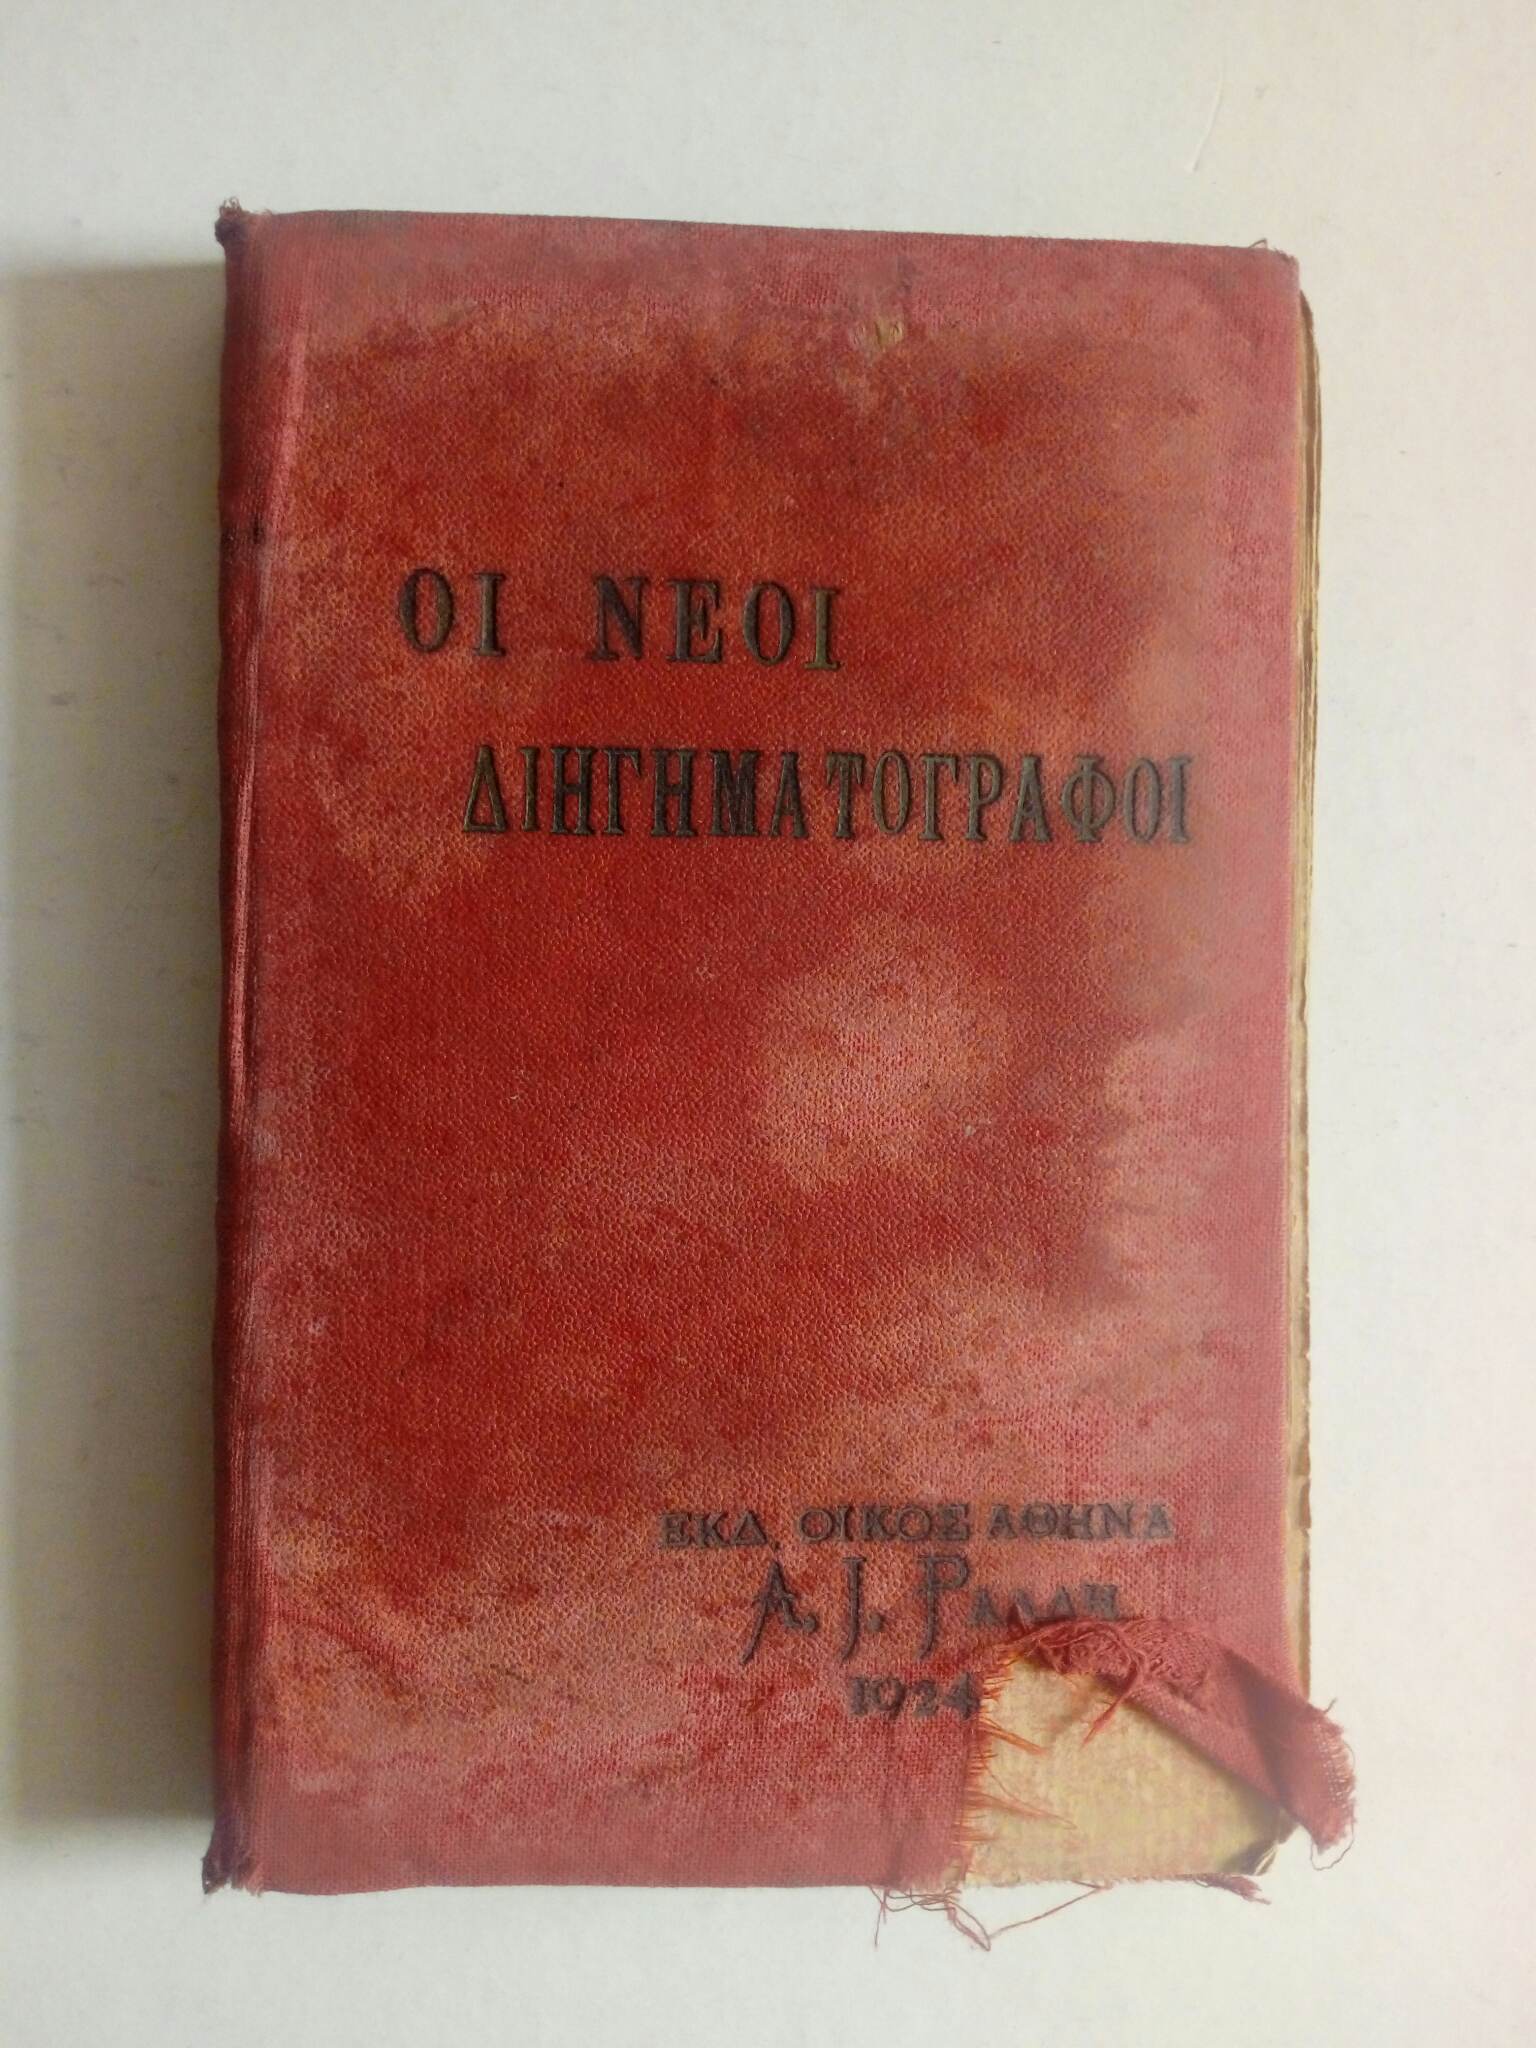 ΟΙ ΝΕΟΙ
ΔΙΗΓΗΜΑΤΟΓΡΑΦΟΙ
ΕΚΔ. ΟΙΚΟΣ ΑΘΗΝΑ
Α. Ι. ΡΑΛΛΗ
1924